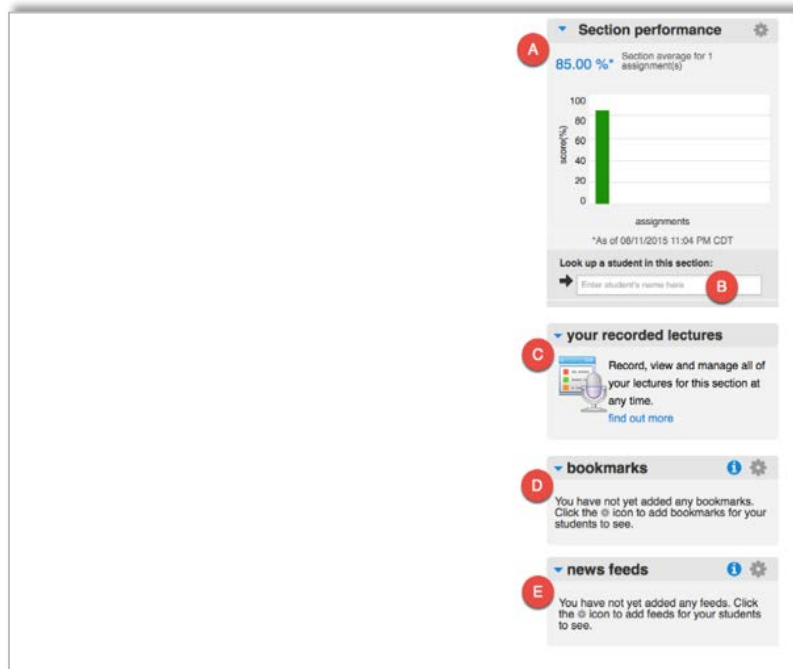 Section performance
A
85.00 %* Section average for 1
assignment(s)
100
80
60
40
20
0
score(%)
assignments
*As of 08/11/2015 11:04 PM CDT
Look up a student in this section:
Enter student's name here
B
your recorded lectures
C
Record, view and manage all of
your lectures for this section at
any time.
find out more
bookmarks
D
You have not yet added any bookmarks.
Click the icon to add bookmarks for your
students to see.
news feeds
E
You have not yet added any feeds. Click
the icon to add feeds for your students
to see.